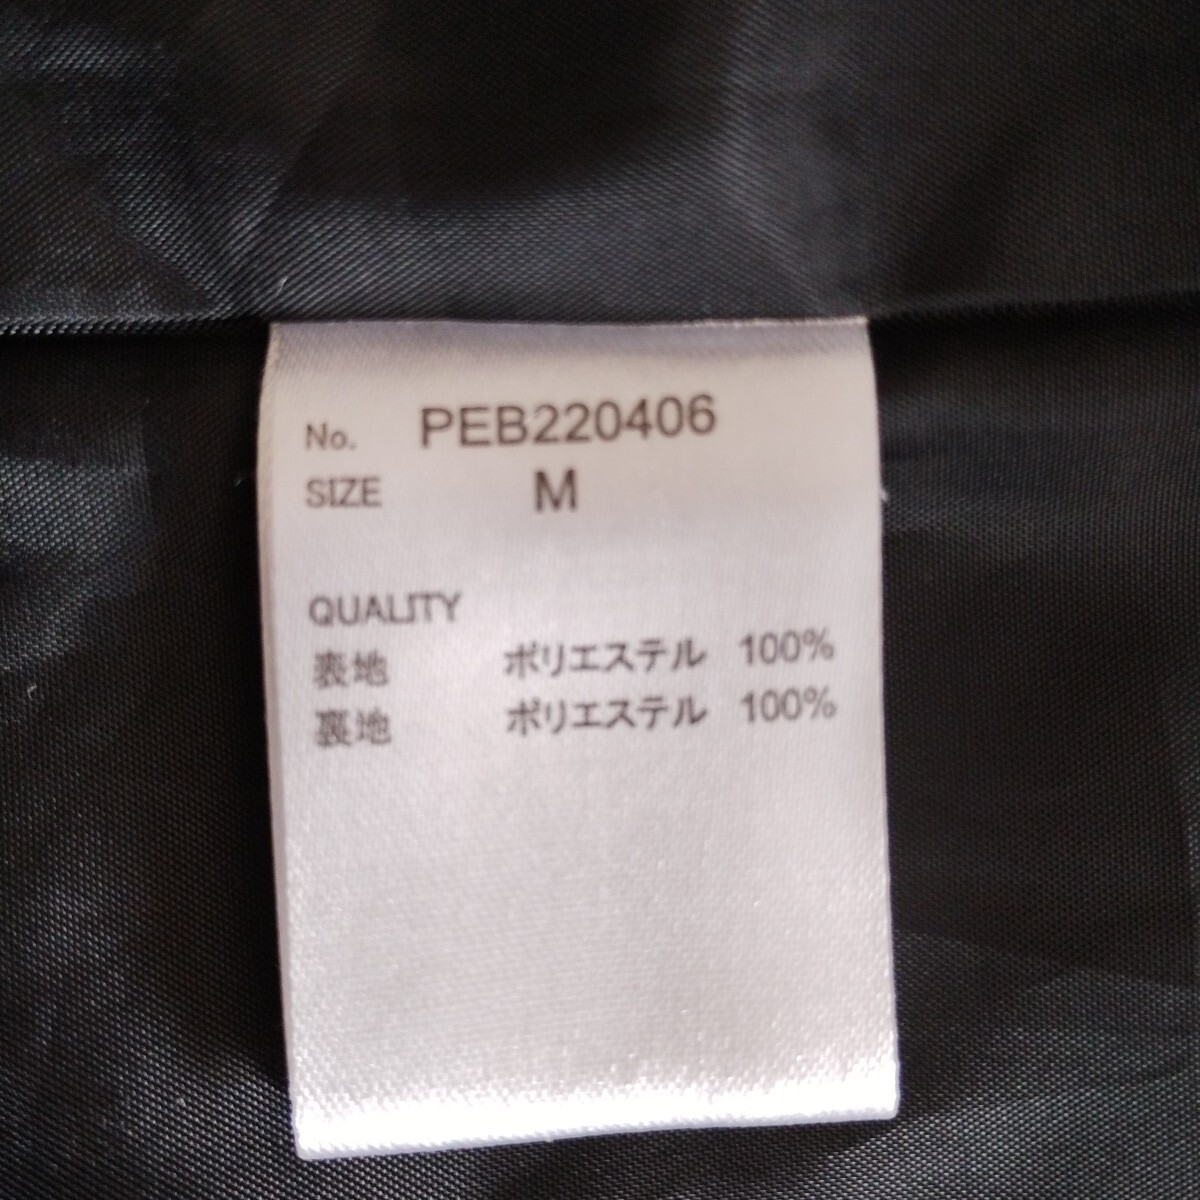 No. PEB220406
SIZE M
QUALITY
表地 ポリエステル 100%
裏地 ポリエステル 100%